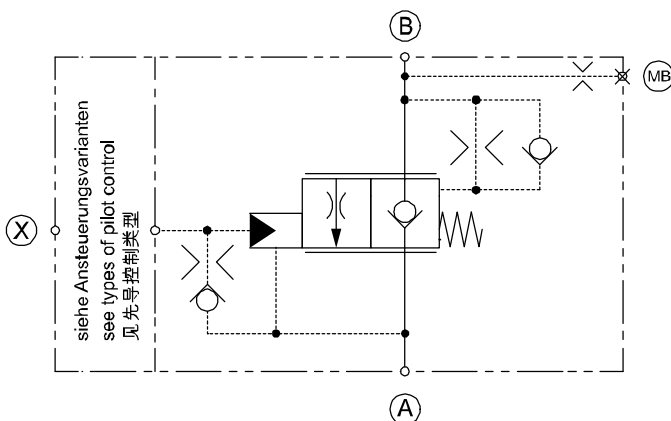 B
MB
X
siehe Ansteuerungsvarianten
see types of pilot control
见先导控制类型
A